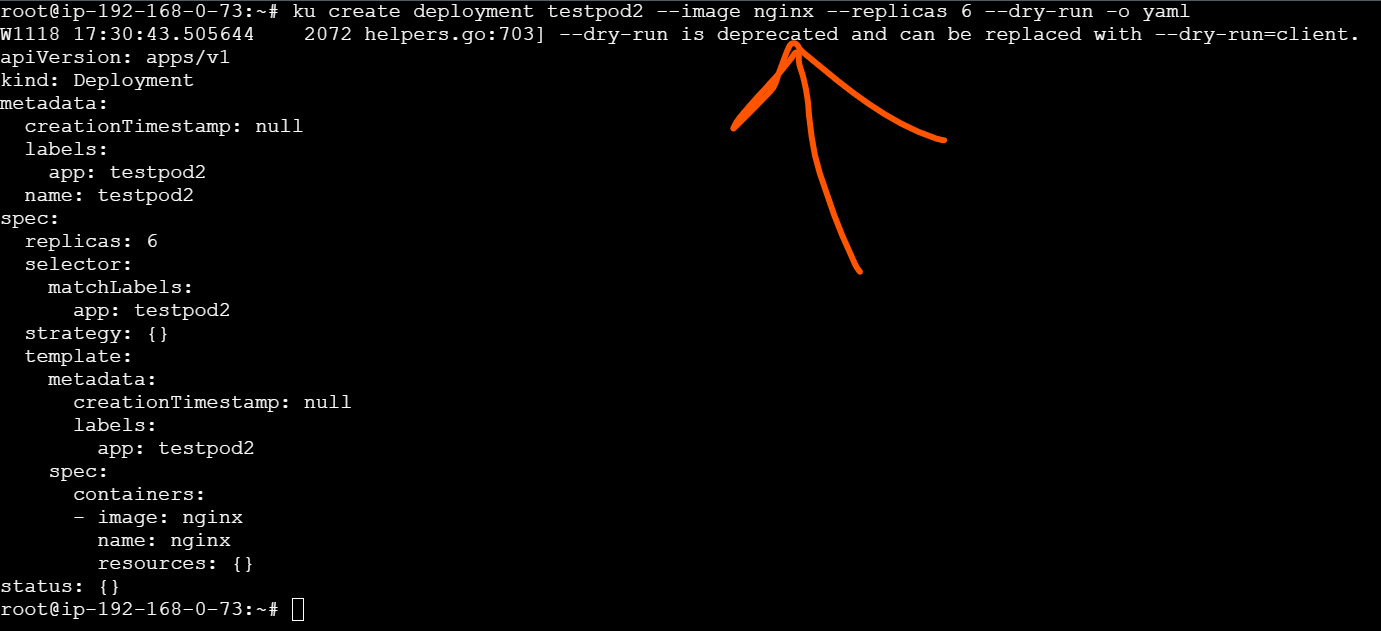 root@ip-192-168-0-73:~# ku create deployment testpod2 --image nginx --replicas 6 --dry-run -o yaml
W1118 17:30:43.505644    2072 helpers.go:703] --dry-run is deprecated and can be replaced with --dry-run=client.
apiVersion: apps/v1
kind: Deployment
metadata:
  creationTimestamp: null
  labels:
    app: testpod2
  name: testpod2
spec:
  replicas: 6
  selector:
    matchLabels:
      app: testpod2
  strategy: {}
  template:
    metadata:
      creationTimestamp: null
      labels:
        app: testpod2
    spec:
      containers:
      - image: nginx
        name: nginx
        resources: {}
status: {}
root@ip-192-168-0-73:~#